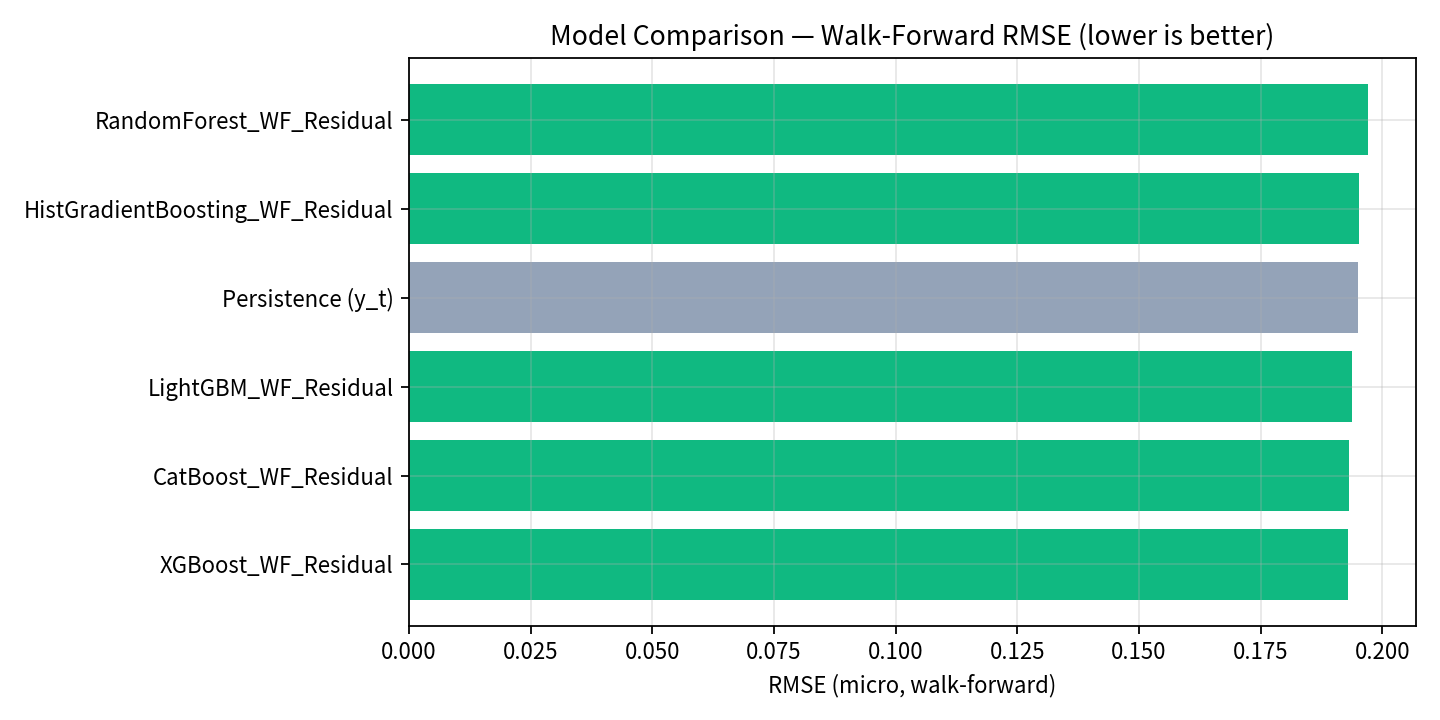 Model Comparison — Walk-Forward RMSE (lower is better)
RandomForest_WF_Residual
HistGradientBoosting_WF_Residual
Persistence (y_t)
LightGBM_WF_Residual
CatBoost_WF_Residual
XGBoost_WF_Residual
0.000 0.025 0.050 0.075 0.100 0.125 0.150 0.175 0.200
RMSE (micro, walk-forward)